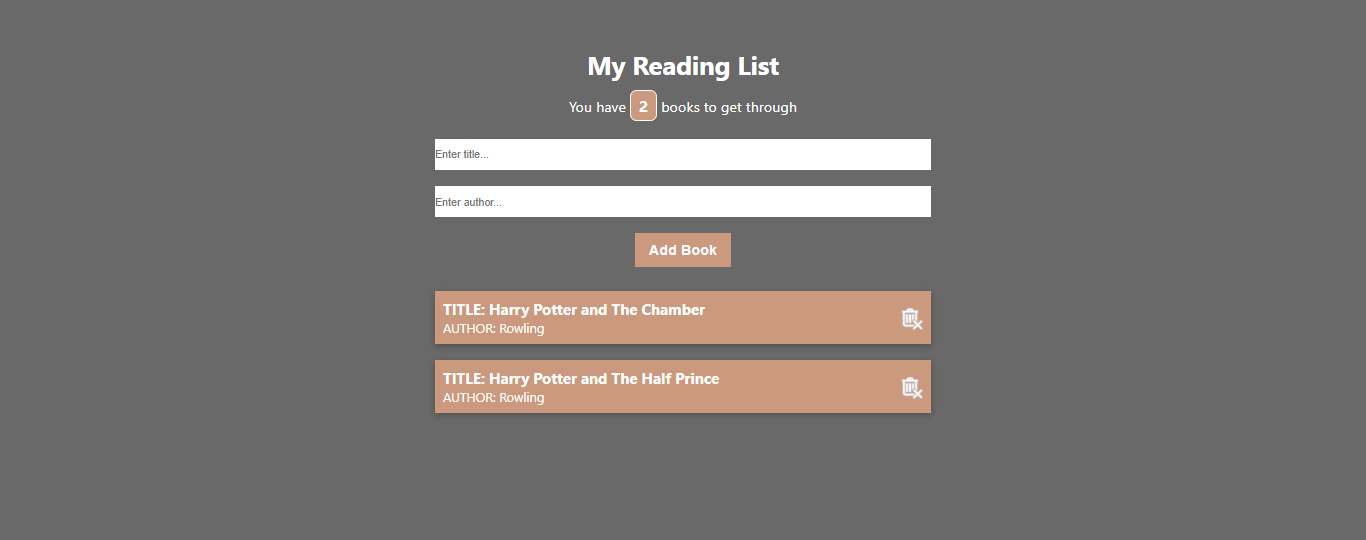 My Reading List
You have 2 books to get through
Enter title...
Enter author...
Add Book
TITLE: Harry Potter and The Chamber
AUTHOR: Rowling
TITLE: Harry Potter and The Half Prince
AUTHOR: Rowling